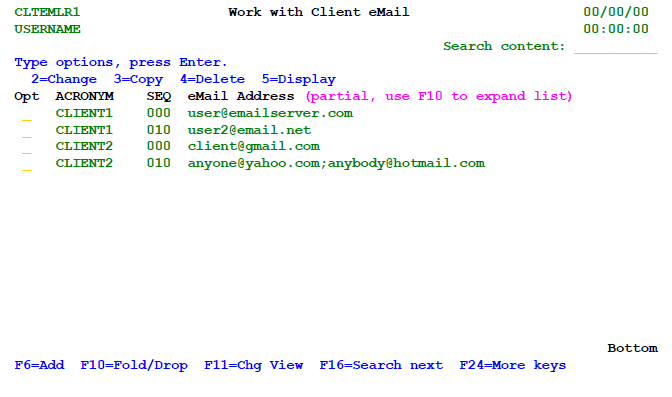 CLTEMLR1 Work with Client eMail 00/00/00
USERNAME 00:00:00
Search content:
Type options, press Enter.
2=Change 3=Copy 4=Delete 5=Display
Opt ACRONYM SEQ eMail Address (partial, use F10 to expand list)
CLIENT1 000 user@emailserver.com
CLIENT1 010 user2@email.net
CLIENT2 000 client@gmail.com
CLIENT2 010 anyone@yahoo.com;anybody@hotmail.com
Bottom
F6=Add F10=Fold/Drop F11=Chg View F16=Search next F24=More keys